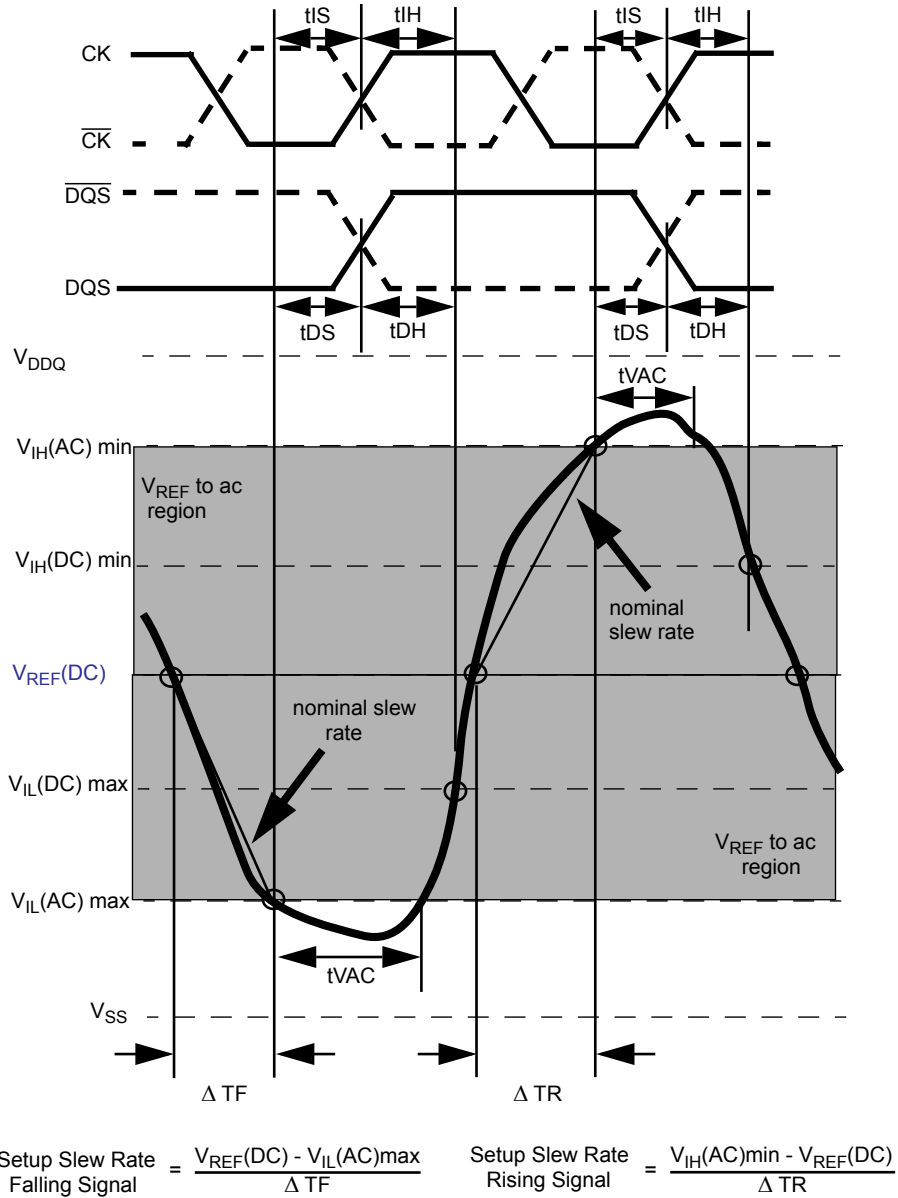 tIS tIH tIS tIH
CK
CK
DQS
DQS
tDS tDH tDS tDH
VDDQ
tVAC
VIH(AC) min
VREF to ac
region
VIH(DC) min
nominal
slew rate
VREF(DC)
nominal slew
rate
VIL(DC) max
VREF to ac
region
VIL(AC) max
tVAC
VSS
Δ TF Δ TR
Setup Slew Rate
Falling Signal
=
VREF(DC) - VIL(AC)max
Δ TF
Setup Slew Rate
Rising Signal
=
VIH(AC)min - VREF(DC)
Δ TR